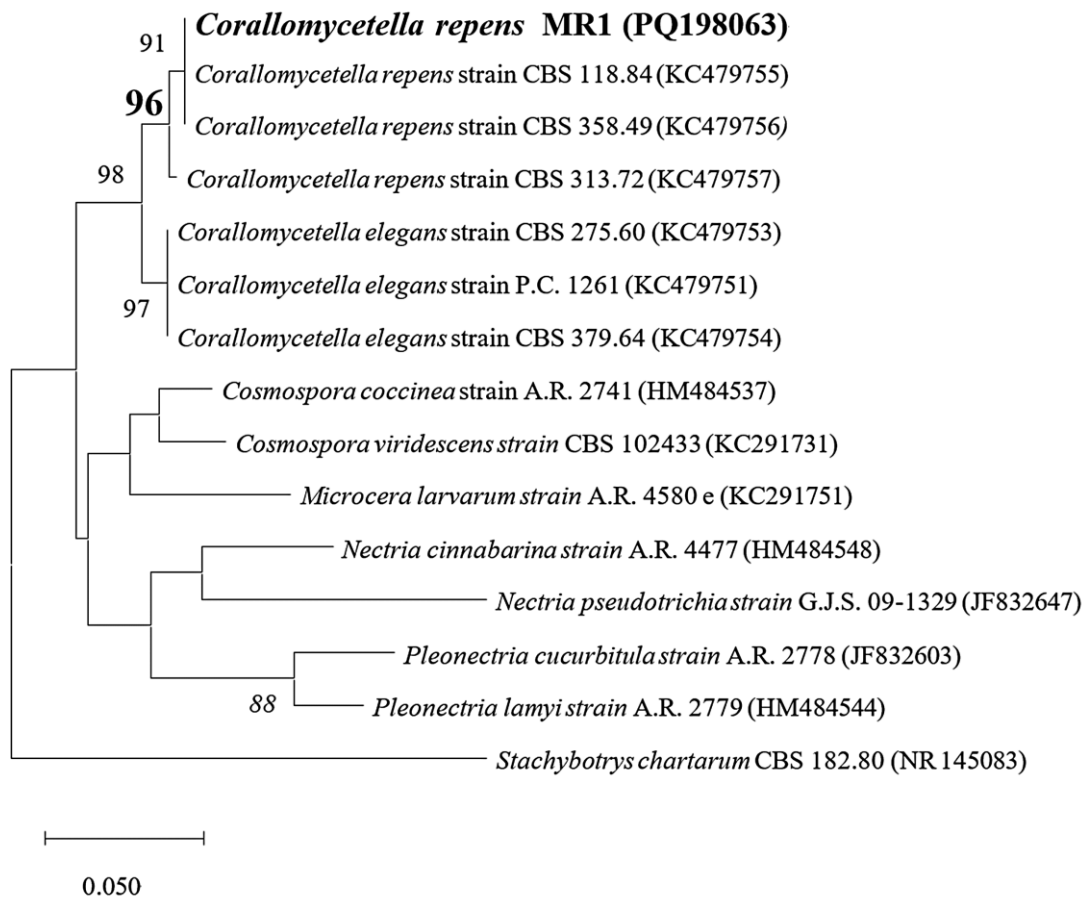 Corallomycetella repens MR1 (PQ198063)
91
Corallomycetella repens strain CBS 118.84 (KC479755)
96
Corallomycetella repens strain CBS 358.49 (KC479756)
98
Corallomycetella repens strain CBS 313.72 (KC479757)
Corallomycetella elegans strain CBS 275.60 (KC479753)
Corallomycetella elegans strain P.C. 1261 (KC479751)
97
Corallomycetella elegans strain CBS 379.64 (KC479754)
Cosmospora coccinea strain A.R. 2741 (HM484537)
Cosmospora viridescens strain CBS 102433 (KC291731)
Microcera larvarum strain A.R. 4580 e (KC291751)
Nectria cinnabarina strain A.R. 4477 (HM484548)
Nectria pseudotrichia strain G.J.S. 09-1329 (JF832647)
Pleonectria cucurbitula strain A.R. 2778 (JF832603)
88
Pleonectria lamyi strain A.R. 2779 (HM484544)
Stachybotrys chartarum CBS 182.80 (NR 145083)
0.050